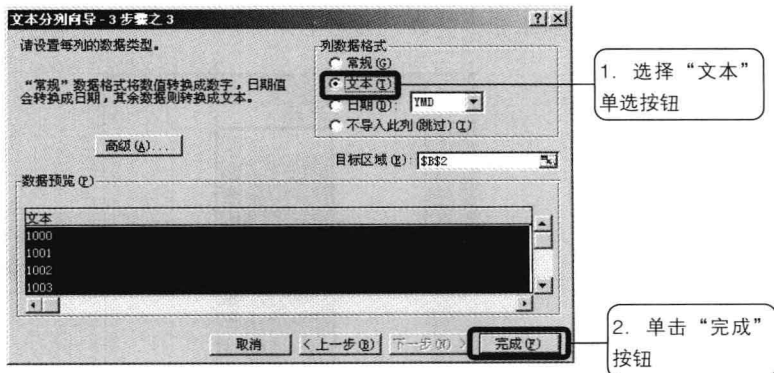 文本分列向导 - 3 步骤之 3
请设置每列的数据类型。
“常规”数据格式将数值转换成数字，日期值
会转换成日期，其余数据则转换成文本。
高级(A)...
列数据格式
常规(G)
文本(T)
日期(D): YMD
不导入此列(跳过)(I)
目标区域(E): $B$2
数据预览(P)
文本
1000
1001
1002
1003
取消 < 上一步(B) 下一步(N) > 完成(F)
1. 选择“文本”
单选按钮
2. 单击“完成”
按钮